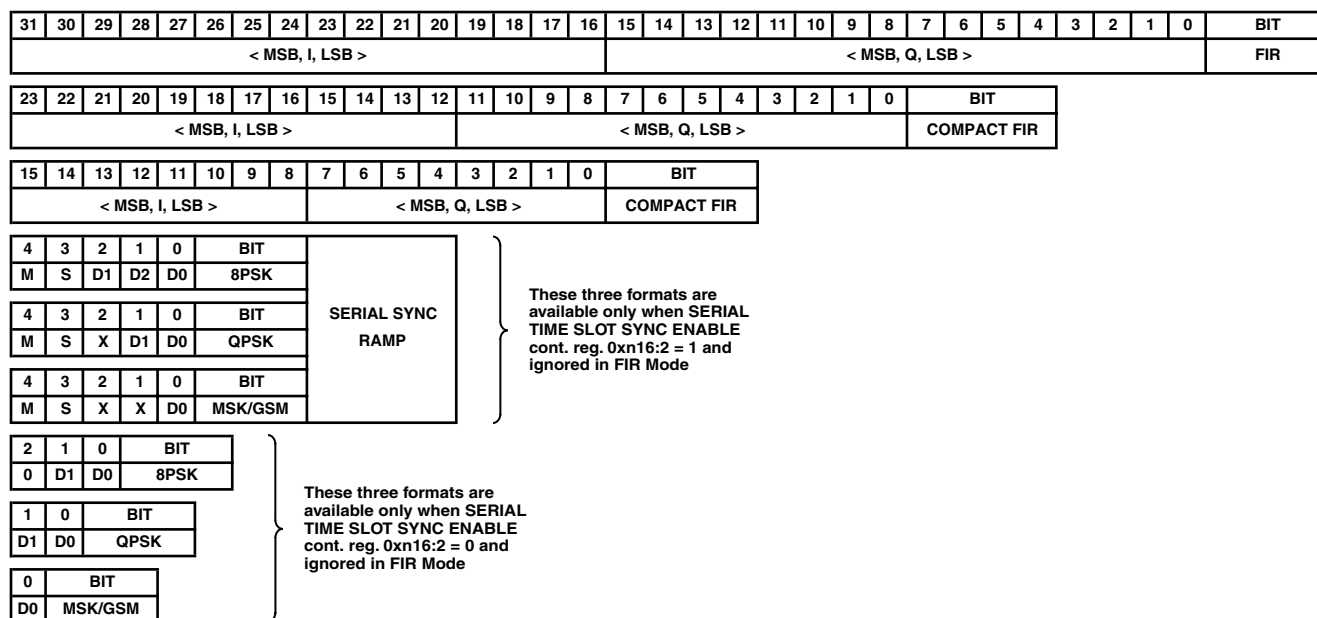 31 30 29 28 27 26 25 24 23 22 21 20 19 18 17 16 15 14 13 12 11 10 9 8 7 6 5 4 3 2 1 0 BIT
< MSB, I, LSB > < MSB, Q, LSB > FIR
23 22 21 20 19 18 17 16 15 14 13 12 11 10 9 8 7 6 5 4 3 2 1 0 BIT
< MSB, I, LSB > < MSB, Q, LSB > COMPACT FIR
15 14 13 12 11 10 9 8 7 6 5 4 3 2 1 0 BIT
< MSB, I, LSB > < MSB, Q, LSB > COMPACT FIR
4 3 2 1 0 BIT
M S D1 D2 D0 8PSK
4 3 2 1 0 BIT
M S X D1 D0 QPSK
4 3 2 1 0 BIT
M S X X D0 MSK/GSM
SERIAL SYNC
RAMP
These three formats are
available only when SERIAL
TIME SLOT SYNC ENABLE
cont. reg. 0xn16:2 = 1 and
ignored in FIR Mode
2 1 0 BIT
0 D1 D0 8PSK
1 0 BIT
D1 D0 QPSK
0 BIT
D0 MSK/GSM
These three formats are
available only when SERIAL
TIME SLOT SYNC ENABLE
cont. reg. 0xn16:2 = 0 and
ignored in FIR Mode